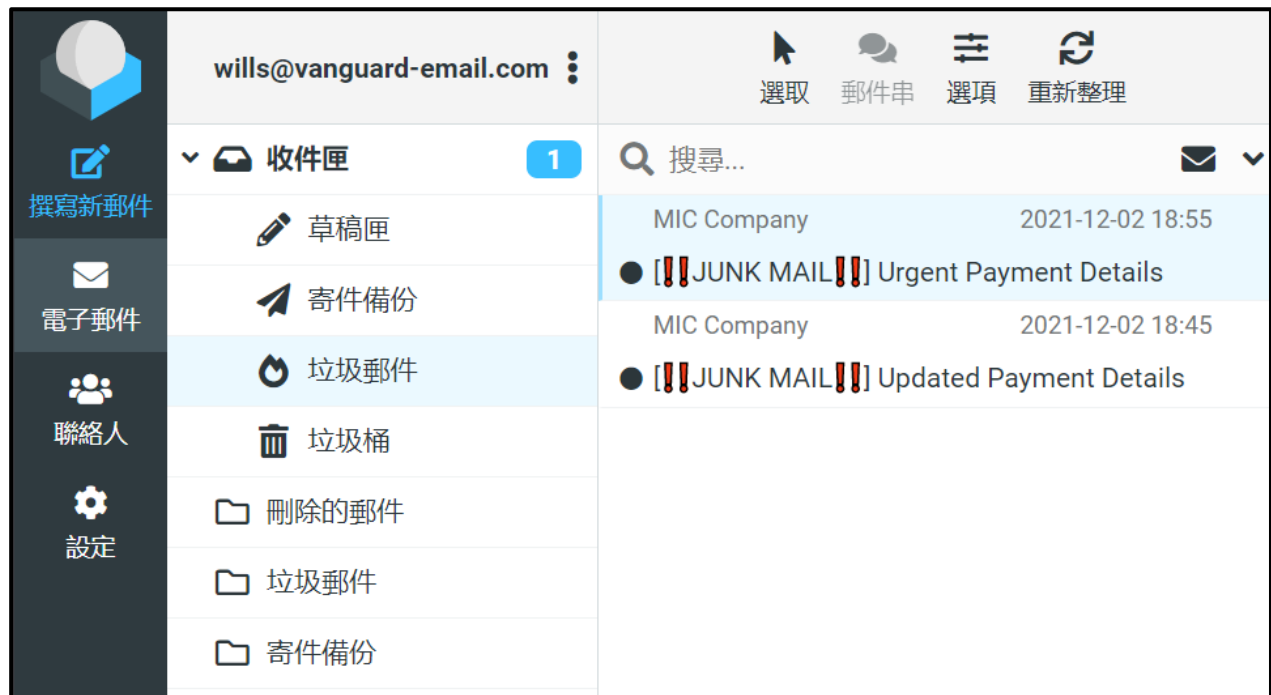 wills@vanguard-email.com
選取 郵件串 選項 重新整理
撰寫新郵件
電子郵件
聯絡人
設定
收件匣 1
草稿匣
寄件備份
垃圾郵件
垃圾桶
刪除的郵件
垃圾郵件
寄件備份
搜尋...
MIC Company 2021-12-02 18:55
[‼JUNK MAIL‼] Urgent Payment Details
MIC Company 2021-12-02 18:45
[‼JUNK MAIL‼] Updated Payment Details